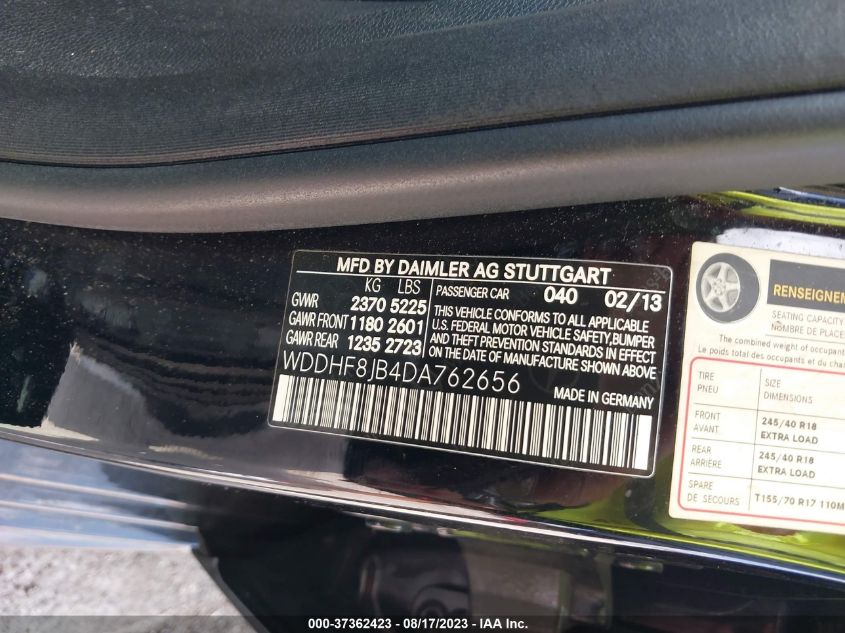 MFD BY DAIMLER AG STUTTGART
KG LBS
GVWR 2370 5225
GAWR FRONT 1180 2601
GAWR REAR 1235 2723
PASSENGER CAR 040 02/13
THIS VEHICLE CONFORMS TO ALL APPLICABLE
U.S. FEDERAL MOTOR VEHICLE SAFETY, BUMPER
AND THEFT PREVENTION STANDARDS IN EFFECT
ON THE DATE OF MANUFACTURE SHOWN ABOVE
WDDHF8JB4DA762656
MADE IN GERMANY
RENSEIGNEME
SEATING CAPACITY
NOMBRE DE PLACE
The combined weight of
Le poids total des occupants
TIRE
PNEU
SIZE
DIMENSIONS
FRONT
AVANT
245/40 R18
EXTRA LOAD
REAR
ARRIÈRE
245/40 R18
EXTRA LOAD
SPARE
DE SECOURS
T155/70 R17 110M
000-37362423 - 08/17/2023 - IAA Inc.